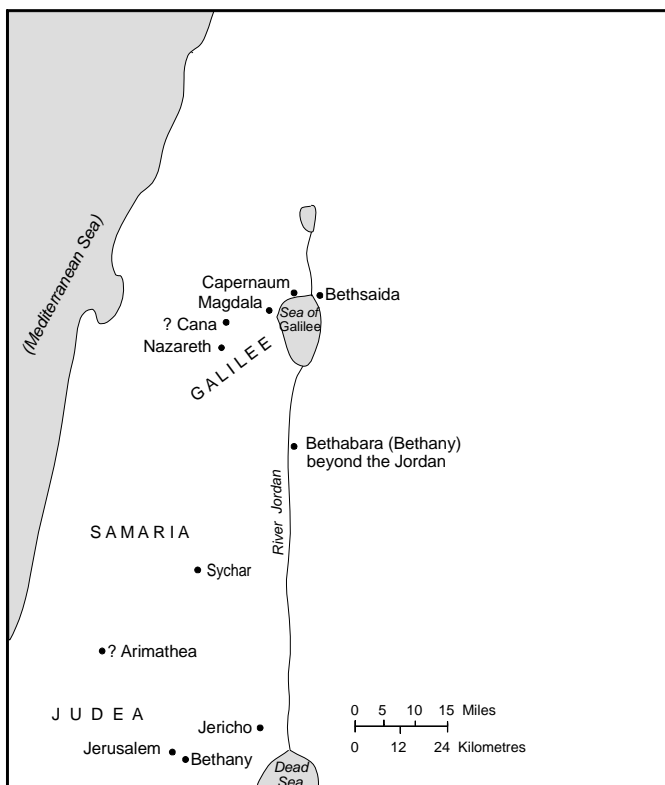 (Mediterranean Sea)
Capernaum
Bethsaida
Magdala
Sea of
Galilee
? Cana
Nazareth
GALILEE
Bethabara (Bethany)
beyond the Jordan
River Jordan
SAMARIA
Sychar
? Arimathea
JUDEA
Jericho
0 5 10 15 Miles
0 12 24 Kilometres
Jerusalem
Bethany
Dead
Sea